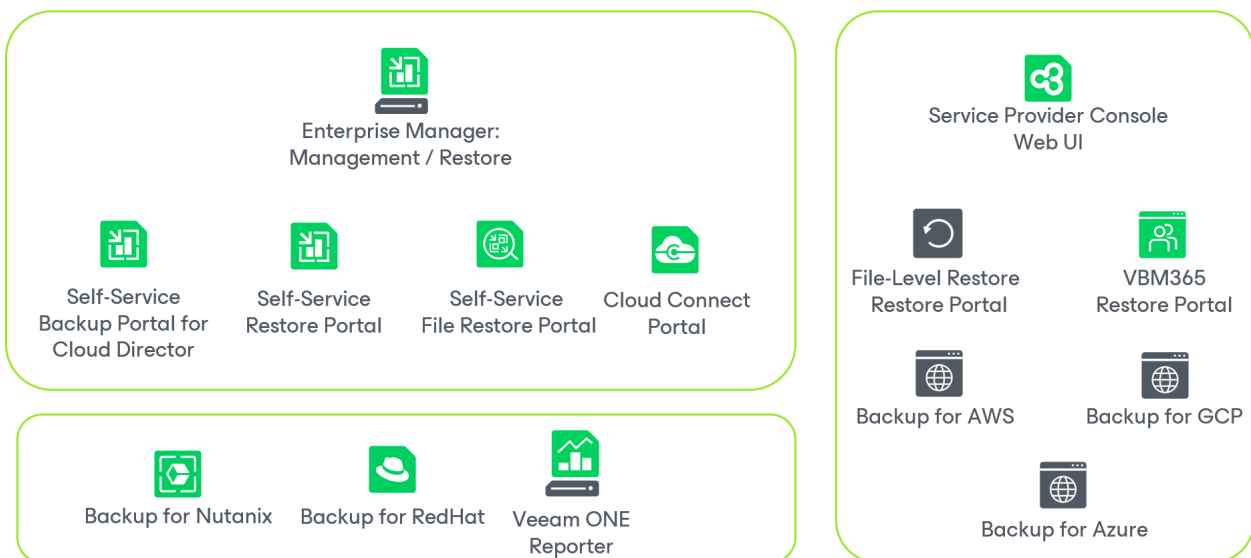 Enterprise Manager:
Management / Restore
Self-Service
Backup Portal for
Cloud Director
Self-Service
Restore Portal
Self-Service
File Restore Portal
Cloud Connect
Portal
Backup for Nutanix
Backup for RedHat
Veeam ONE
Reporter
Service Provider Console
Web UI
File-Level Restore
Restore Portal
VBM365
Restore Portal
Backup for AWS
Backup for GCP
Backup for Azure